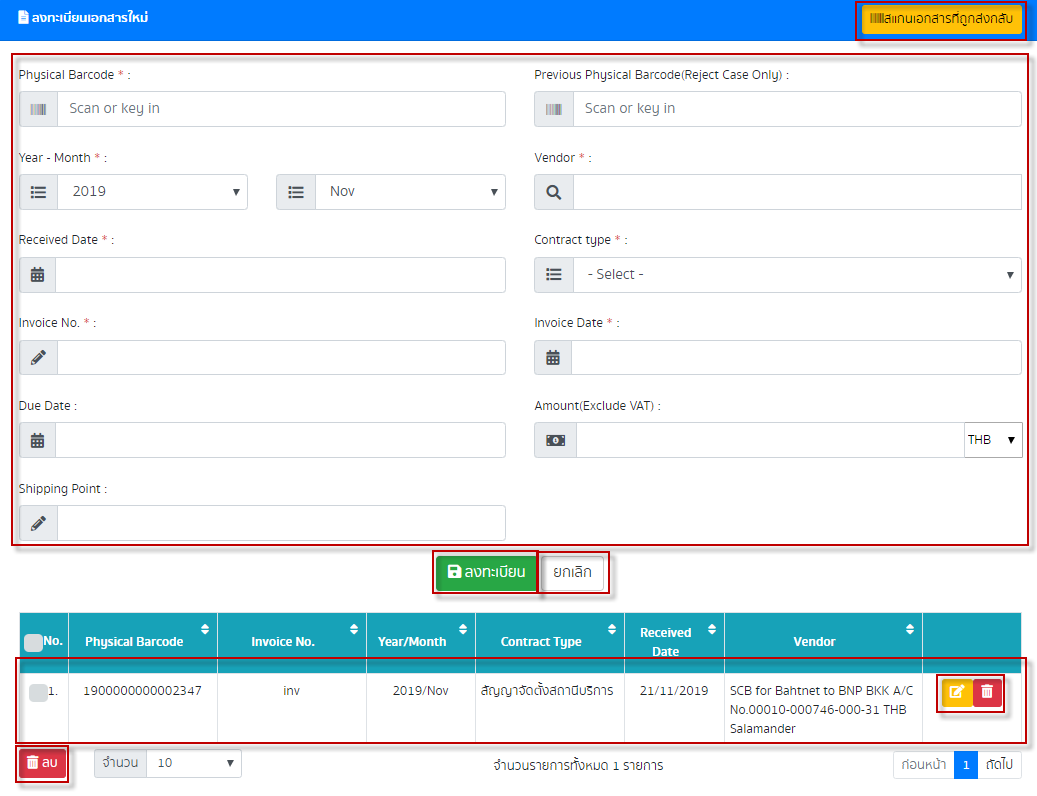 ลงทะเบียนเอกสารใหม่
สแกนเอกสารที่ถูกส่งกลับ
Physical Barcode * :
Previous Physical Barcode(Reject Case Only) :
Scan or key in
Scan or key in
Year - Month * :
Vendor * :
2019
Nov
Received Date * :
Contract type * :
- Select -
Invoice No. * :
Invoice Date * :
Due Date :
Amount(Exclude VAT) :
THB
Shipping Point :
ลงทะเบียน
ยกเลิก
No.
Physical Barcode
Invoice No.
Year/Month
Contract Type
Received
Date
Vendor
1.
1900000000002347
inv
2019/Nov
สัญญาจัดตั้งสถานีบริการ
21/11/2019
SCB for Bahtnet to BNP BKK A/C
No.00010-000746-000-31 THB
Salamander
ลบ
จำนวน
10
จำนวนรายการทั้งหมด 1 รายการ
ก่อนหน้า
1
ถัดไป